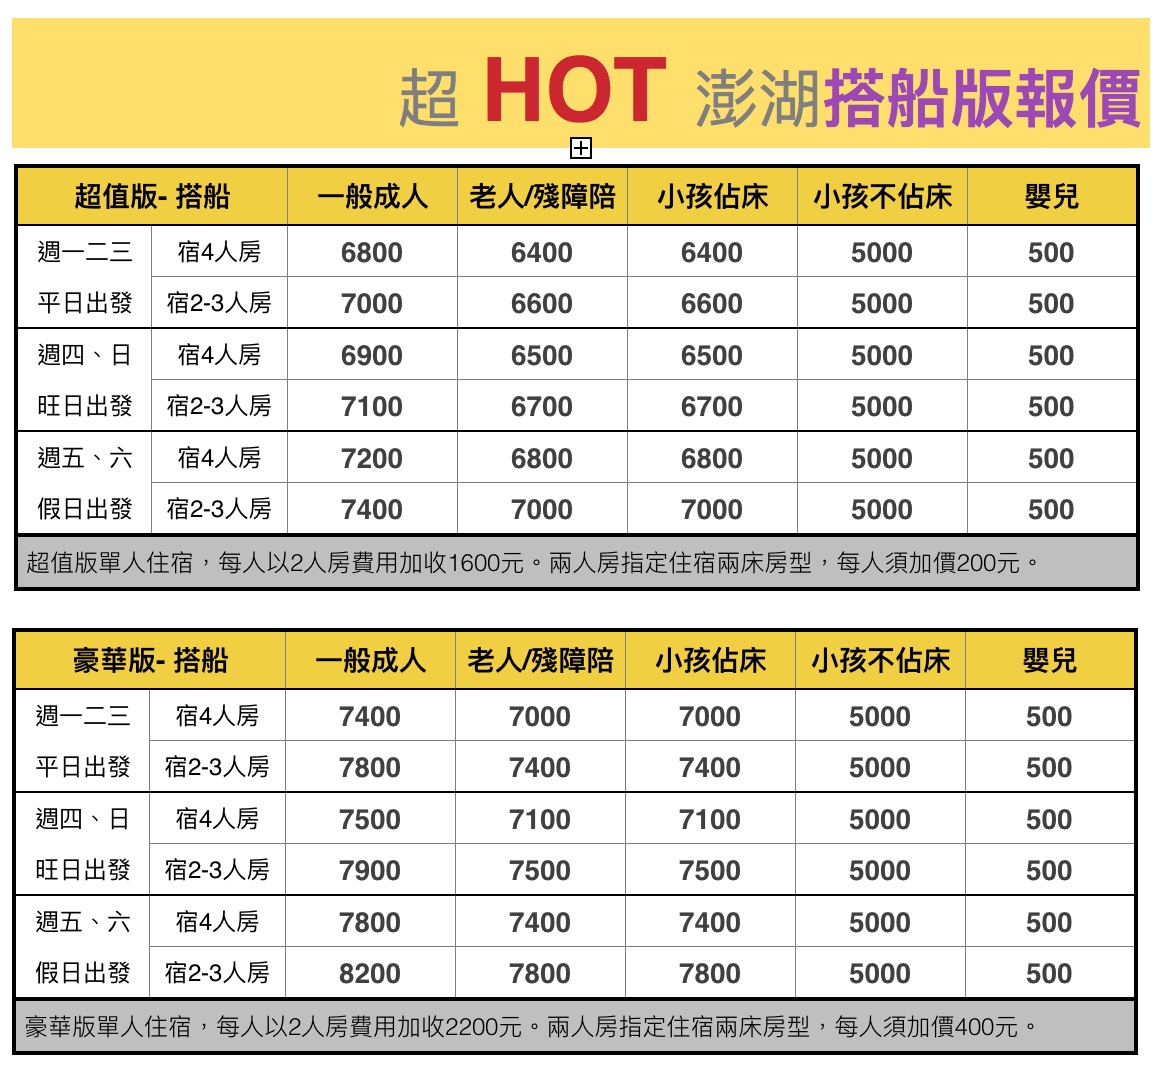 超 HOT 澎湖搭船版報價
超值版- 搭船 一般成人 老人/殘障陪 小孩佔床 小孩不佔床 嬰兒
週一二三 宿4人房 6800 6400 6400 5000 500
平日出發 宿2-3人房 7000 6600 6600 5000 500
週四、日 宿4人房 6900 6500 6500 5000 500
旺日出發 宿2-3人房 7100 6700 6700 5000 500
週五、六 宿4人房 7200 6800 6800 5000 500
假日出發 宿2-3人房 7400 7000 7000 5000 500
超值版單人住宿，每人以2人房費用加收1600元。兩人房指定住宿兩床房型，每人須加價200元。
豪華版- 搭船 一般成人 老人/殘障陪 小孩佔床 小孩不佔床 嬰兒
週一二三 宿4人房 7400 7000 7000 5000 500
平日出發 宿2-3人房 7800 7400 7400 5000 500
週四、日 宿4人房 7500 7100 7100 5000 500
旺日出發 宿2-3人房 7900 7500 7500 5000 500
週五、六 宿4人房 7800 7400 7400 5000 500
假日出發 宿2-3人房 8200 7800 7800 5000 500
豪華版單人住宿，每人以2人房費用加收2200元。兩人房指定住宿兩床房型，每人須加價400元。